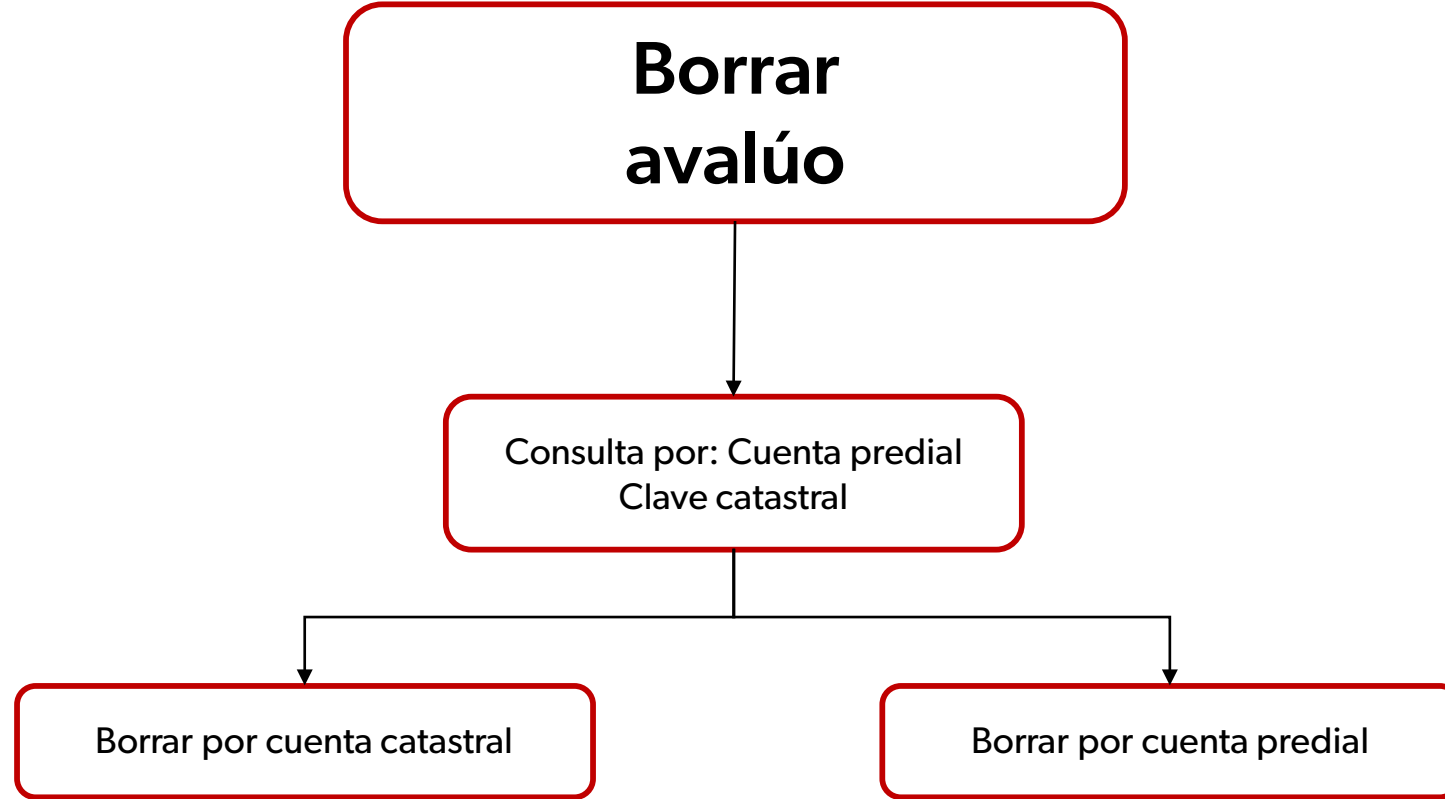 Borrar
avalúo
Consulta por: Cuenta predial
Clave catastral
Borrar por cuenta catastral
Borrar por cuenta predial